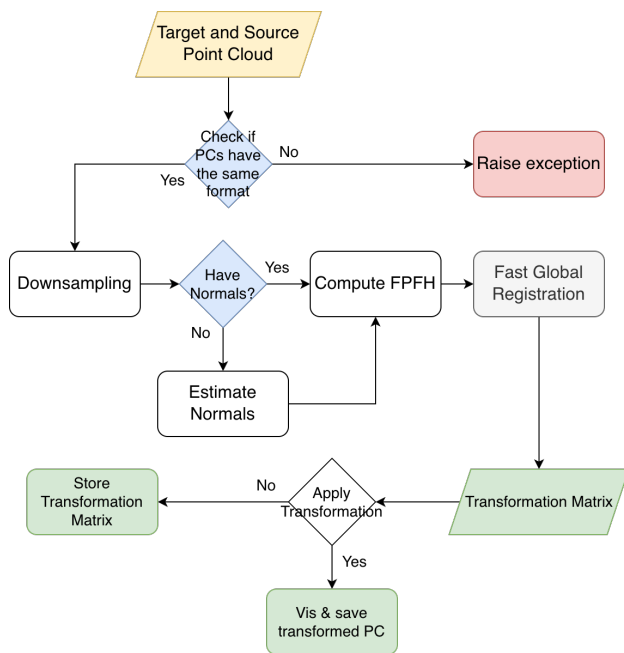 Target and Source
Point Cloud
Check if
PCs have
the same
format
No
Yes
Raise exception
Downsampling
Have
Normals?
Yes
No
Compute FPFH
Fast Global
Registration
Estimate
Normals
Store
Transformation
Matrix
No
Apply
Transformation
Transformation Matrix
Yes
Vis & save
transformed PC